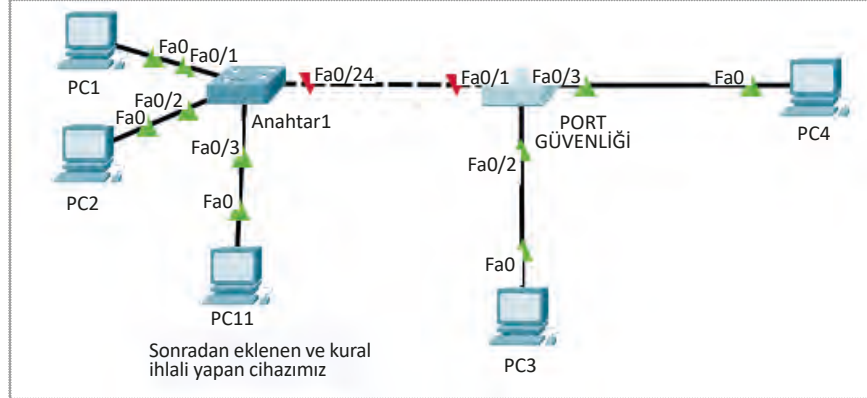 PC1
Fa0
Fa0/1
Fa0/2
Fa0
PC2
Anahtar1
Fa0/24
Fa0/3
Fa0
PC11
Sonradan eklenen ve kural
ihlali yapan cihazımız
Fa0/1
Fa0/3
PORT
GÜVENLİĞİ
Fa0/2
Fa0
PC3
Fa0
PC4